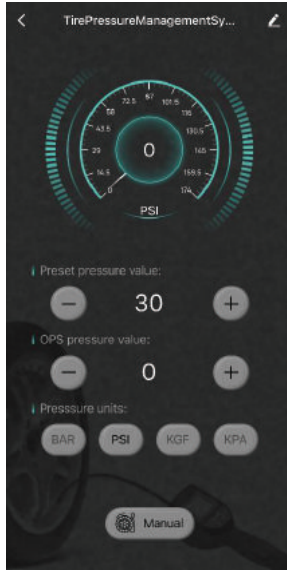 TirePressureManagementSy...
72.5 87 101.5
58 116
43.5 130.5
29 145
14.5 159.5
0 174
0
PSI
Preset pressure value:
30
OPS pressure value:
0
Presssure units:
BAR PSI KGF KPA
Manual